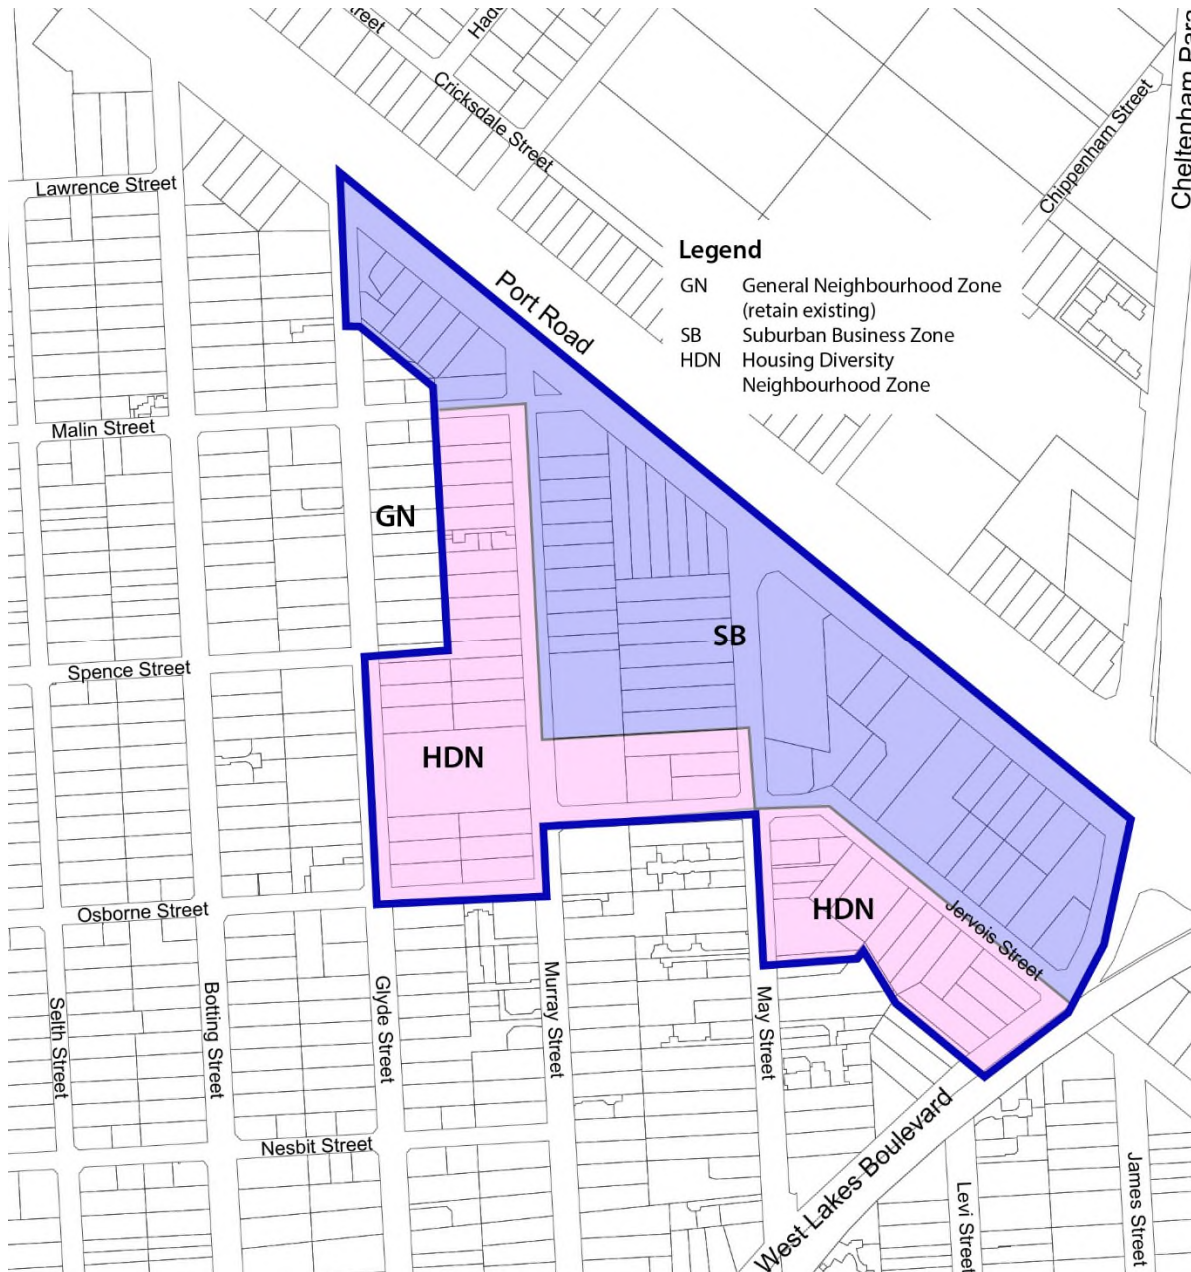 Cricksdale Street
Chippenham Street
Lawrence Street
Port Road
Legend
GN General Neighbourhood Zone
(retain existing)
SB Suburban Business Zone
HDN Housing Diversity
Neighbourhood Zone
Malin Street
GN
SB
Spence Street
HDN
HDN
Jervois Street
Osborne Street
Selth Street
Botting Street
Glyde Street
Murray Street
May Street
Nesbit Street
West Lakes Boulevard
Levi Street
James Street
Cheltenham